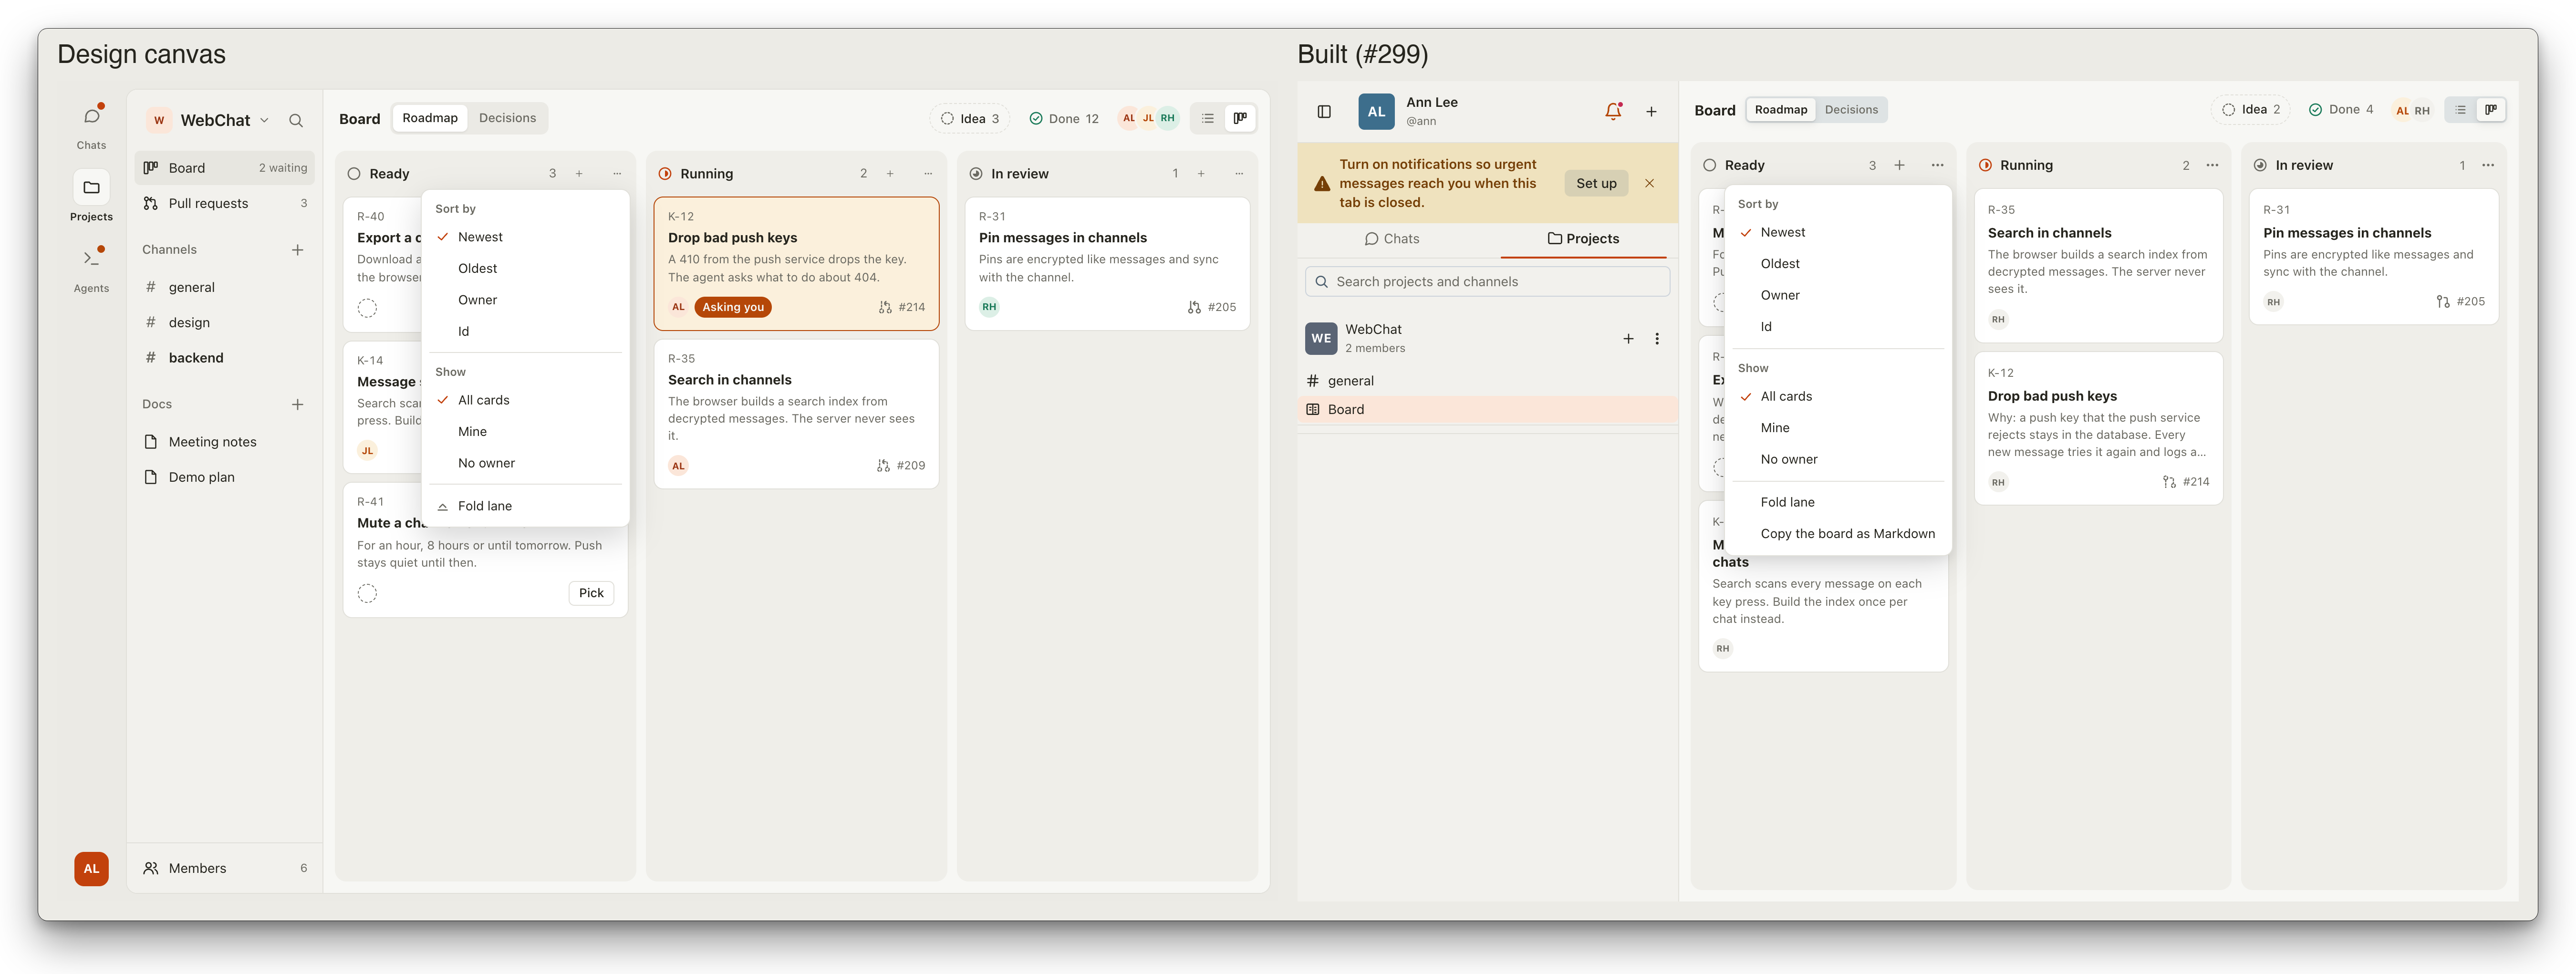 Design canvas
Chats
Projects
Agents
AL
W WebChat
Board 2 waiting
Pull requests 3
Channels
# general
# design
# backend
Docs
Meeting notes
Demo plan
Members 6
Board Roadmap Decisions
Idea 3 Done 12 AL JL RH
Ready 3
R-40
Export a c
Download a
the browser
K-14
Message
Search scan
press. Build
JL
R-41
Mute a cha
For an hour, 8 hours or until tomorrow. Push
stays quiet until then.
Pick
Sort by
Newest
Oldest
Owner
Id
Show
All cards
Mine
No owner
Fold lane
Running 2
K-12
Drop bad push keys
A 410 from the push service drops the key.
The agent asks what to do about 404.
AL Asking you #214
R-35
Search in channels
The browser builds a search index from
decrypted messages. The server never sees
it.
AL #209
In review 1
R-31
Pin messages in channels
Pins are encrypted like messages and sync
with the channel.
RH #205
Built (#299)
AL
Ann Lee
@ann
Turn on notifications so urgent
messages reach you when this
tab is closed.
Set up
Chats Projects
Search projects and channels
WE
WebChat
2 members
# general
Board
Board Roadmap Decisions
Idea 2 Done 4 AL RH
Ready 3
R-
M
Fo
Pu
R-
Ex
W
de
ne
K-
M
chats
Search scans every message on each
key press. Build the index once per
chat instead.
RH
Sort by
Newest
Oldest
Owner
Id
Show
All cards
Mine
No owner
Fold lane
Copy the board as Markdown
Running 2
R-35
Search in channels
The browser builds a search index from
decrypted messages. The server never
sees it.
RH
K-12
Drop bad push keys
Why: a push key that the push service
rejects stays in the database. Every
new message tries it again and logs a...
RH #214
In review 1
R-31
Pin messages in channels
Pins are encrypted like messages and
sync with the channel.
RH #205